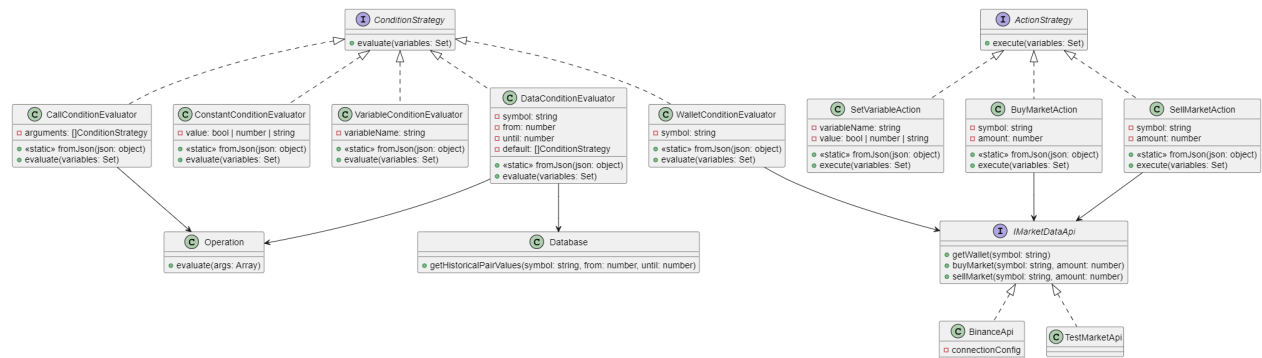 I ConditionStrategy
evaluate(variables: Set)
I ActionStrategy
execute(variables: Set)
C CallConditionEvaluator
arguments: []ConditionStrategy
«static» fromJson(json: object)
evaluate(variables: Set)
C ConstantConditionEvaluator
value: bool | number | string
«static» fromJson(json: object)
evaluate(variables: Set)
C VariableConditionEvaluator
variableName: string
«static» fromJson(json: object)
evaluate(variables: Set)
C DataConditionEvaluator
symbol: string
from: number
until: number
default: []ConditionStrategy
«static» fromJson(json: object)
evaluate(variables: Set)
C WalletConditionEvaluator
symbol: string
«static» fromJson(json: object)
evaluate(variables: Set)
C SetVariableAction
variableName: string
value: bool | number | string
«static» fromJson(json: object)
execute(variables: Set)
C BuyMarketAction
symbol: string
amount: number
«static» fromJson(json: object)
execute(variables: Set)
C SellMarketAction
symbol: string
amount: number
«static» fromJson(json: object)
execute(variables: Set)
C Operation
evaluate(args: Array)
C Database
getHistoricalPairValues(symbol: string, from: number, until: number)
I IMarketDataApi
getWallet(symbol: string)
buyMarket(symbol: string, amount: number)
sellMarket(symbol: string, amount: number)
C BinanceApi
connectionConfig
C TestMarketApi